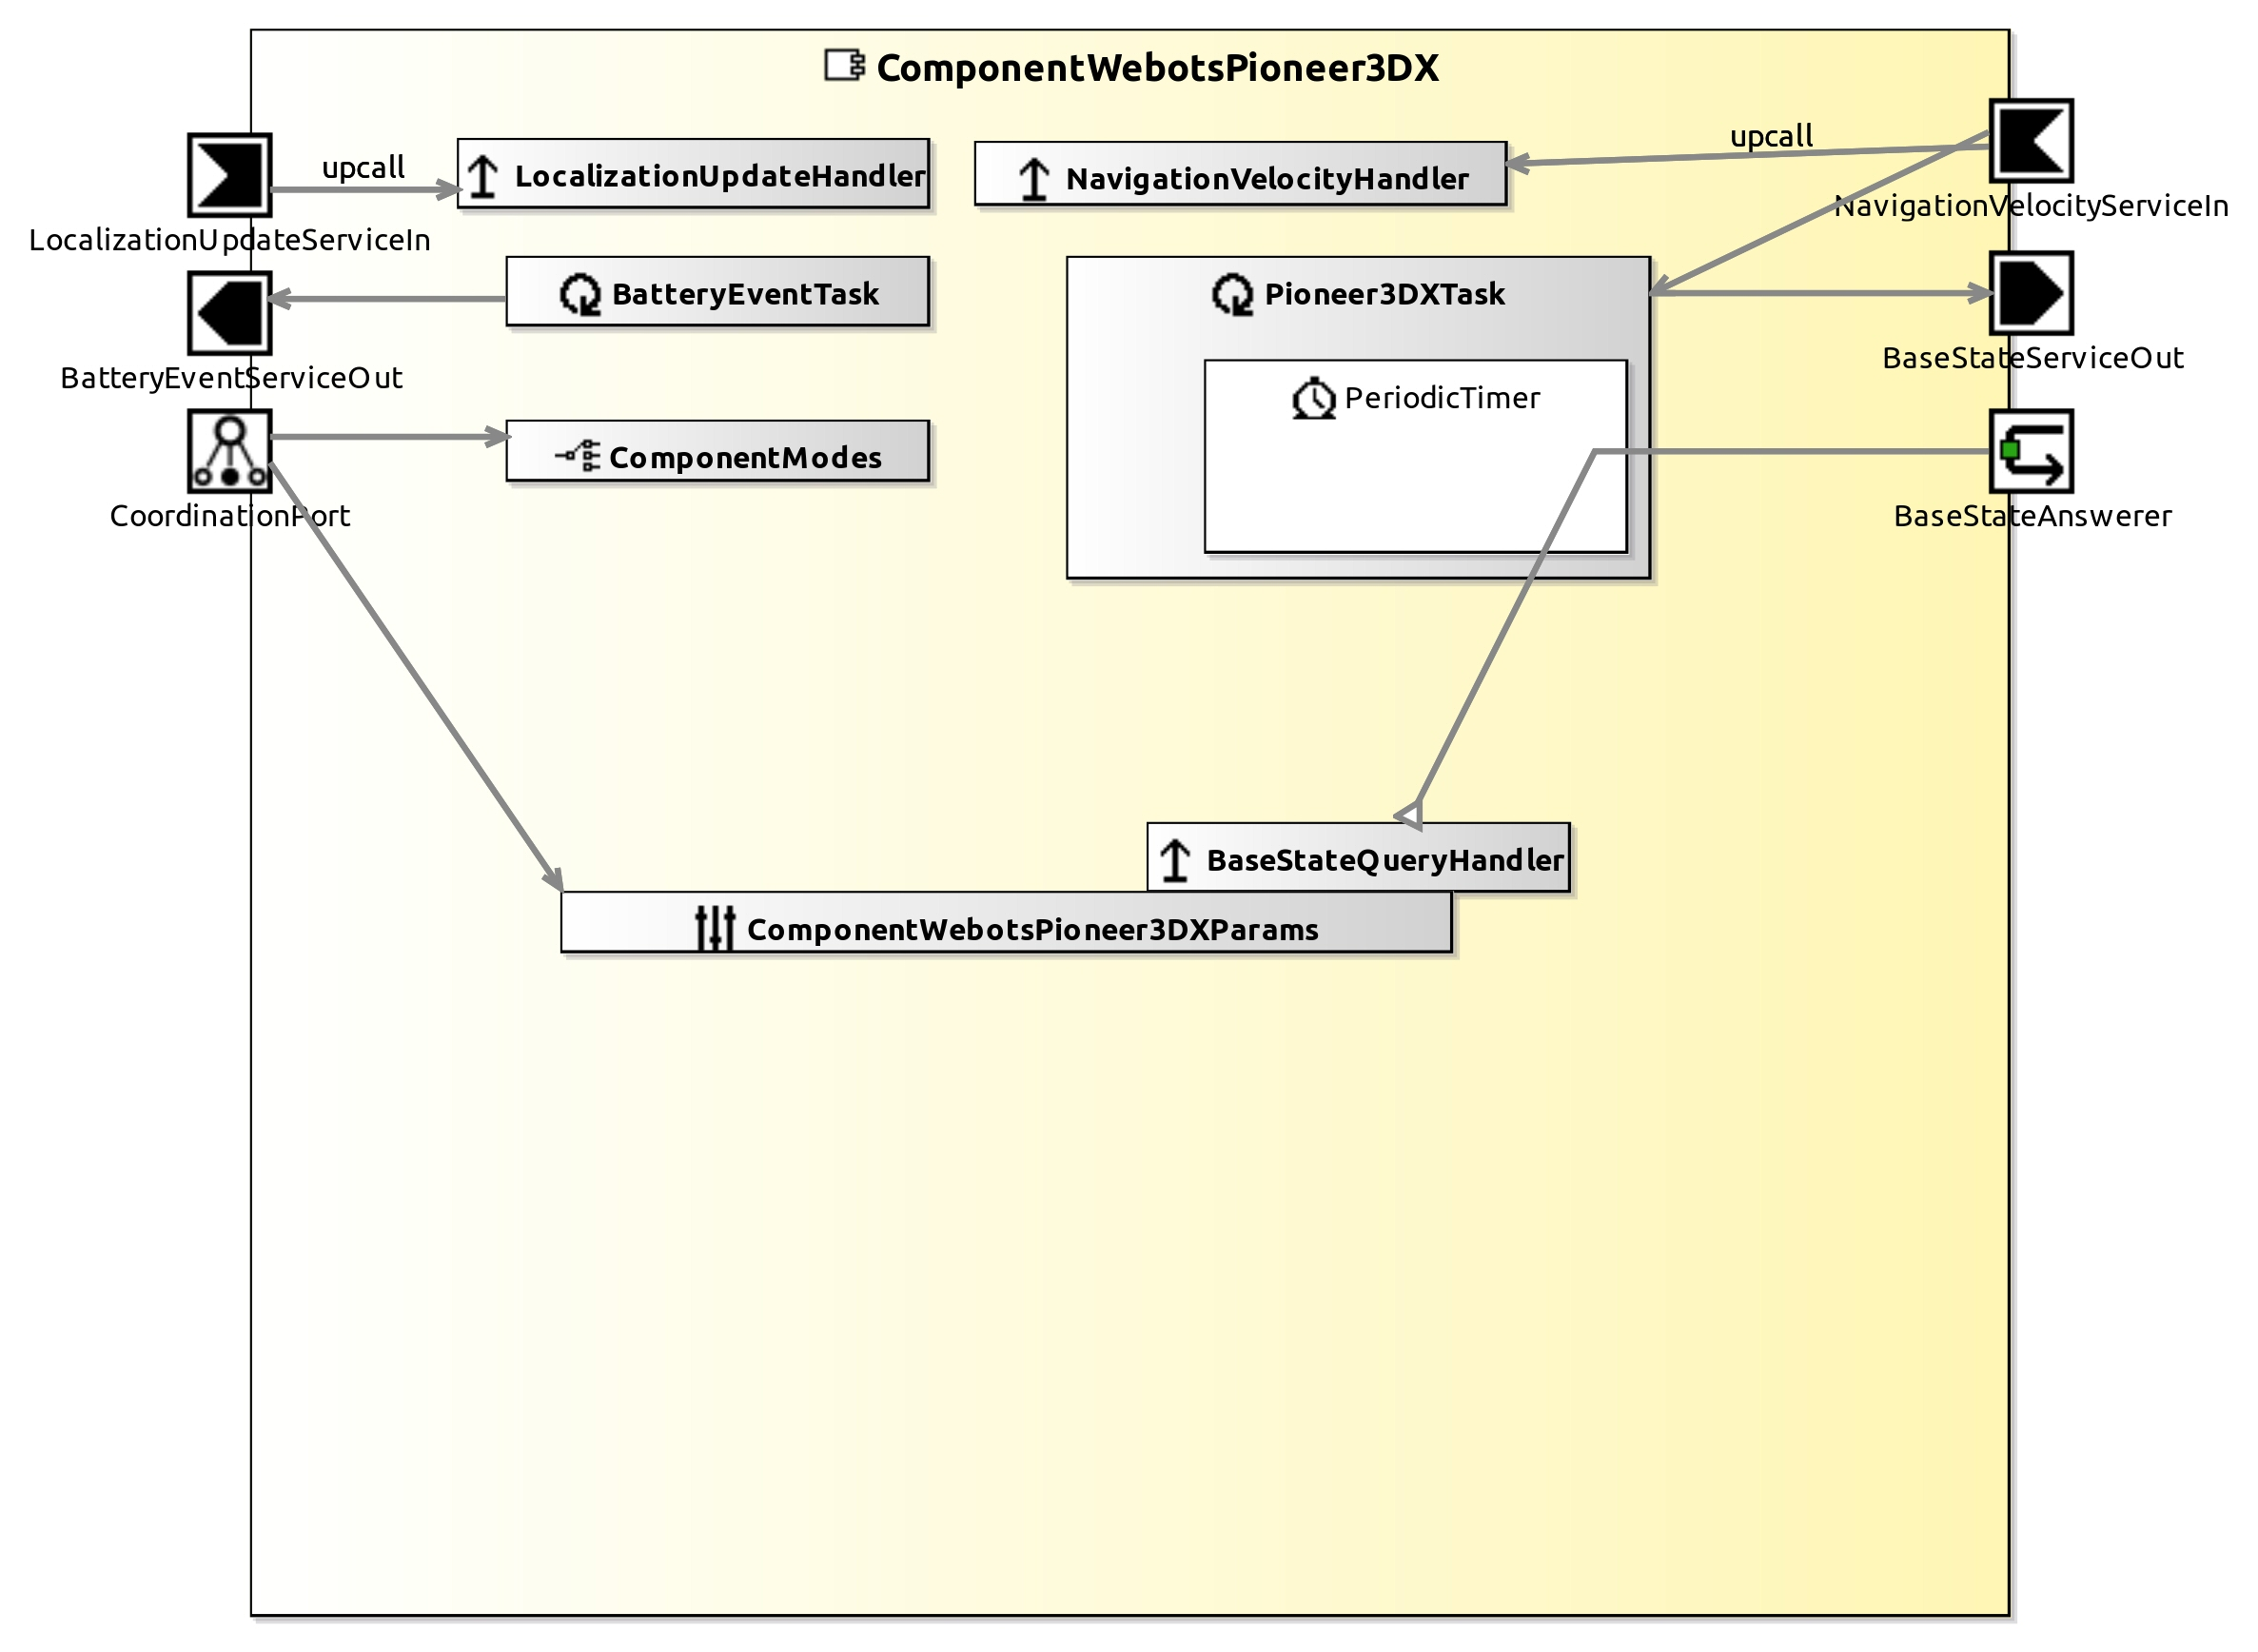 ComponentWebotsPioneer3DX
upcall
LocalizationUpdateHandler
NavigationVelocityHandler
upcall
LocalizationUpdateServiceIn
NavigationVelocityServiceIn
BatteryEventTask
Pioneer3DXTask
BatteryEventServiceOut
BaseStateServiceOut
PeriodicTimer
ComponentModes
CoordinationPort
BaseStateAnswerer
BaseStateQueryHandler
ComponentWebotsPioneer3DXParams